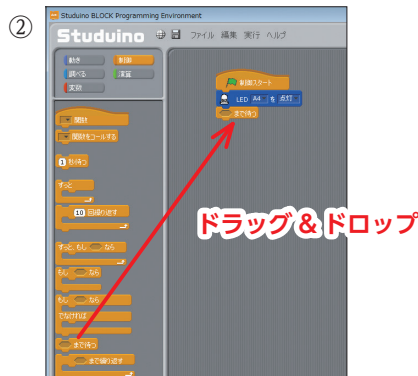 ②
Studuino BLOCK Programming Environment
Studuino ファイル 編集 実行 ヘルプ
動き 制御
調べる 演算
変数
関数
関数をコールする
1 秒待つ
ずっと
10 回繰り返す
ずっと、もし なら
もし なら
もし なら
でなければ
まで待つ
まで繰り返す
制御スタート
LED A4 を 点灯
まで待つ
ドラッグ＆ドロップ